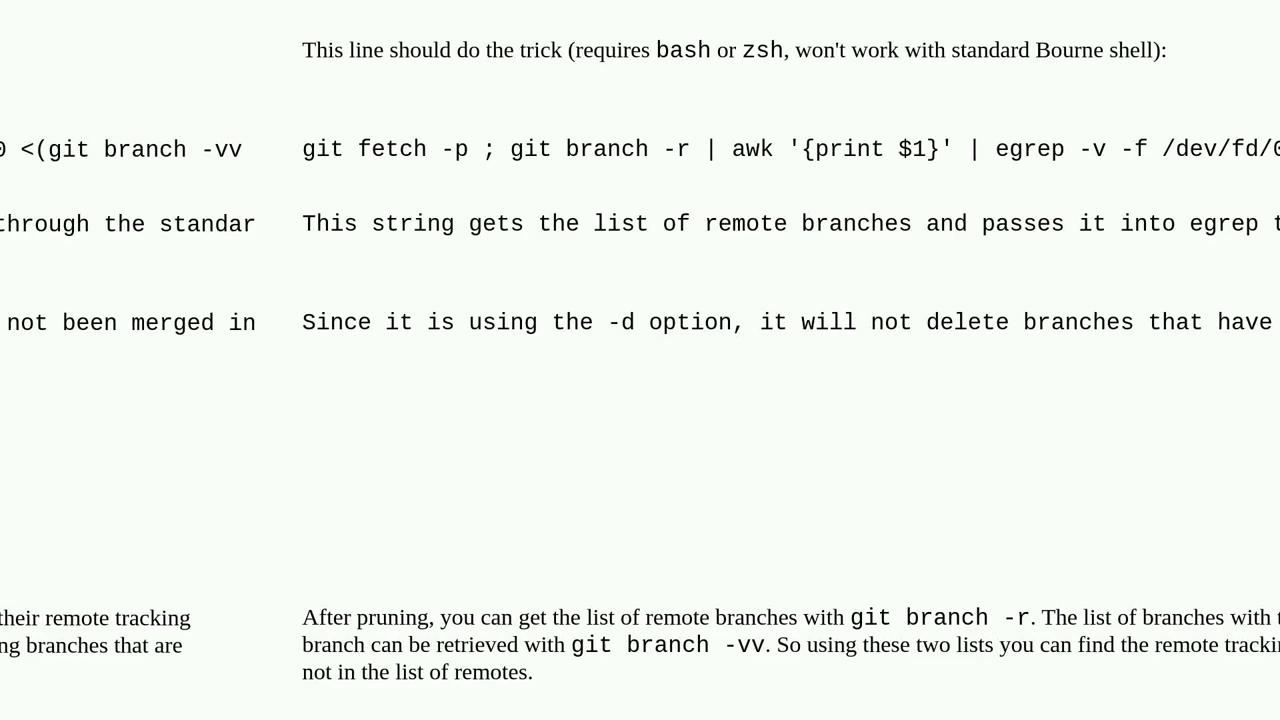 0 <(git branch -vv
through the standar
not been merged in
their remote tracking
ng branches that are
This line should do the trick (requires bash or zsh, won't work with standard Bourne shell):
git fetch -p ; git branch -r | awk '{print $1}' | egrep -v -f /dev/fd/0
This string gets the list of remote branches and passes it into egrep t
Since it is using the -d option, it will not delete branches that have
After pruning, you can get the list of remote branches with git branch -r. The list of branches with t
branch can be retrieved with git branch -vv. So using these two lists you can find the remote tracki
not in the list of remotes.